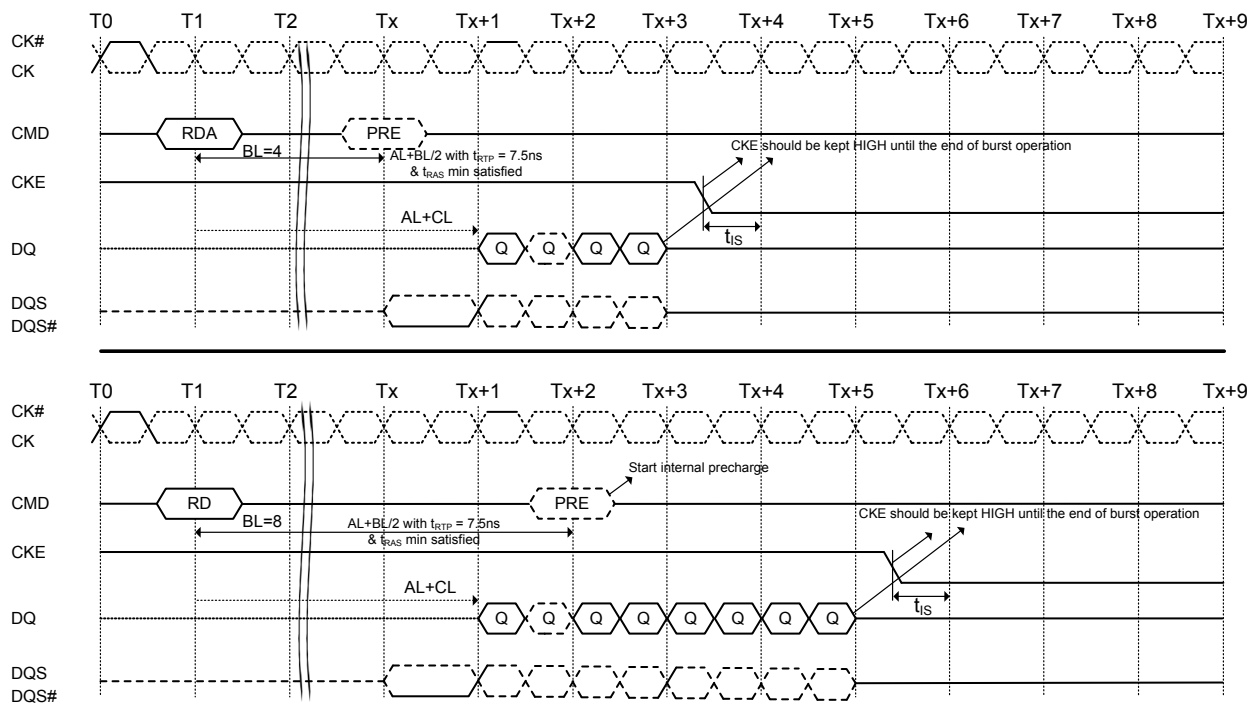 T0 T1 T2 Tx Tx+1 Tx+2 Tx+3 Tx+4 Tx+5 Tx+6 Tx+7 Tx+8 Tx+9
CK#
CK
CMD RDA PRE
BL=4 AL+BL/2 with tRTP = 7.5ns
& tRAS min satisfied
CKE should be kept HIGH until the end of burst operation
CKE
AL+CL
tIS
DQ Q Q Q Q
DQS
DQS#
T0 T1 T2 Tx Tx+1 Tx+2 Tx+3 Tx+4 Tx+5 Tx+6 Tx+7 Tx+8 Tx+9
CK#
CK
Start internal precharge
CMD RD PRE
BL=8 AL+BL/2 with tRTP = 7.5ns
& tRAS min satisfied
CKE should be kept HIGH until the end of burst operation
CKE
AL+CL
tIS
DQ Q Q Q Q Q Q Q Q
DQS
DQS#